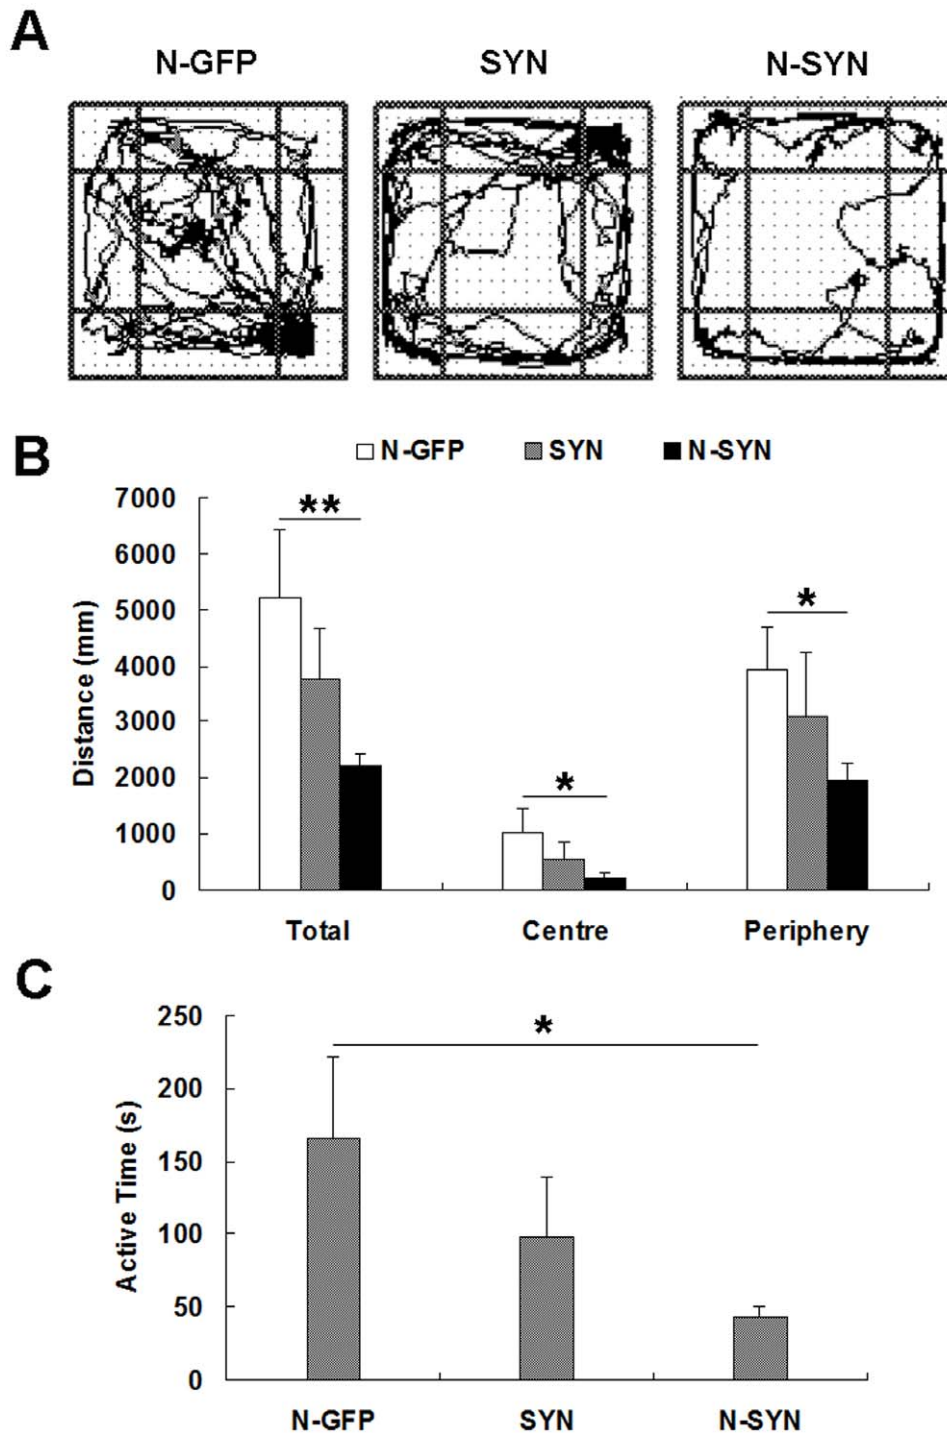 A
N-GFP SYN N-SYN
B
N-GFP SYN N-SYN
7000
6000
5000
4000
3000
2000
1000
0
Distance (mm)
**
*
*
Total Centre Periphery
C
250
200
150
100
50
0
Active Time (s)
*
N-GFP SYN N-SYN